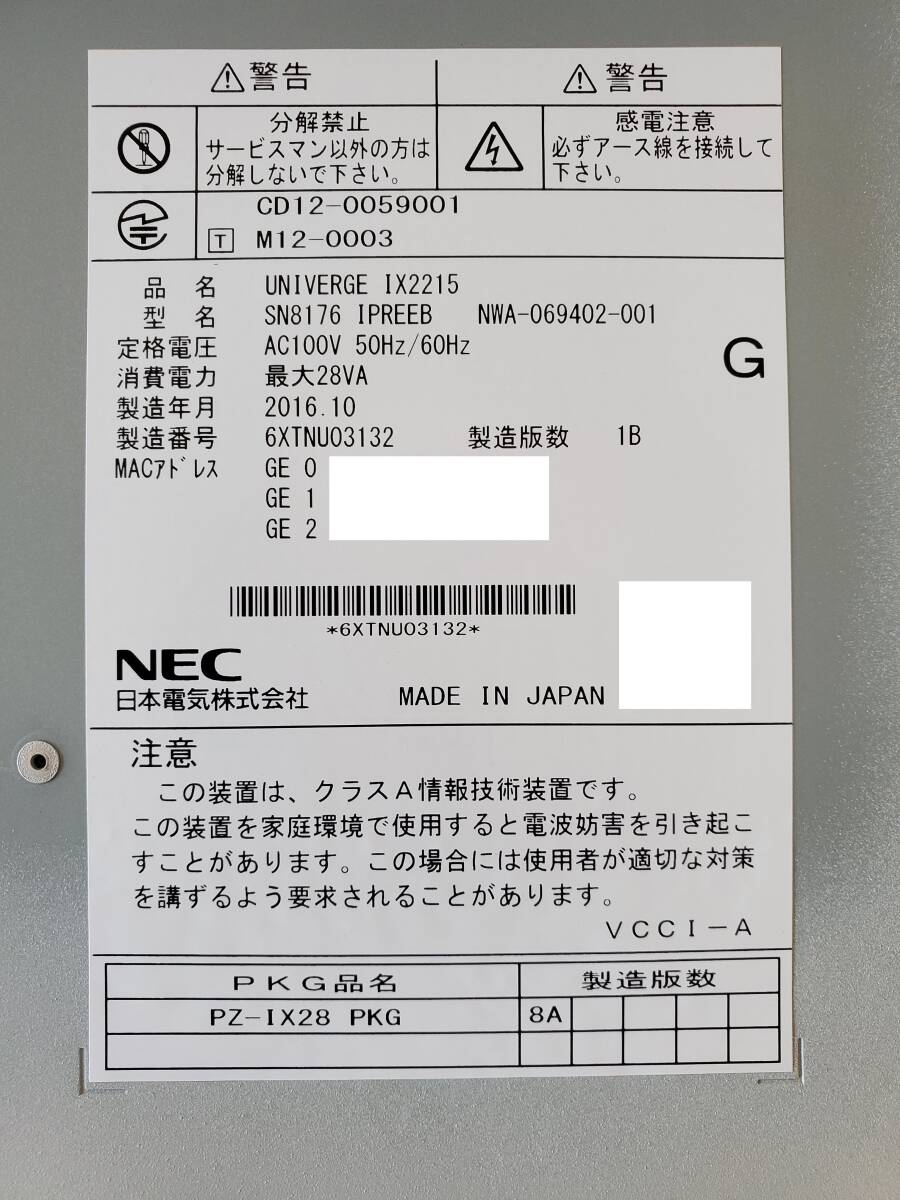 警告
警告
分解禁止
サービスマン以外の方は
分解しないで下さい。
感電注意
必ずアース線を接続して
下さい。
CD12-0059001
T M12-0003
品 名 UNIVERGE IX2215
型 名 SN8176 IPREEB NWA-069402-001
定格電圧 AC100V 50Hz/60Hz
G
消費電力 最大28VA
製造年月 2016.10
製造番号 6XTNU03132 製造版数 1B
MACアドレス GE 0
GE 1
GE 2
*6XTNU03132*
NEC
日本電気株式会社 MADE IN JAPAN
注意
この装置は、クラスA情報技術装置です。
この装置を家庭環境で使用すると電波妨害を引き起こ
すことがあります。この場合には使用者が適切な対策
を講ずるよう要求されることがあります。
VCCI-A
PKG品名 製造版数
PZ-IX28 PKG 8A